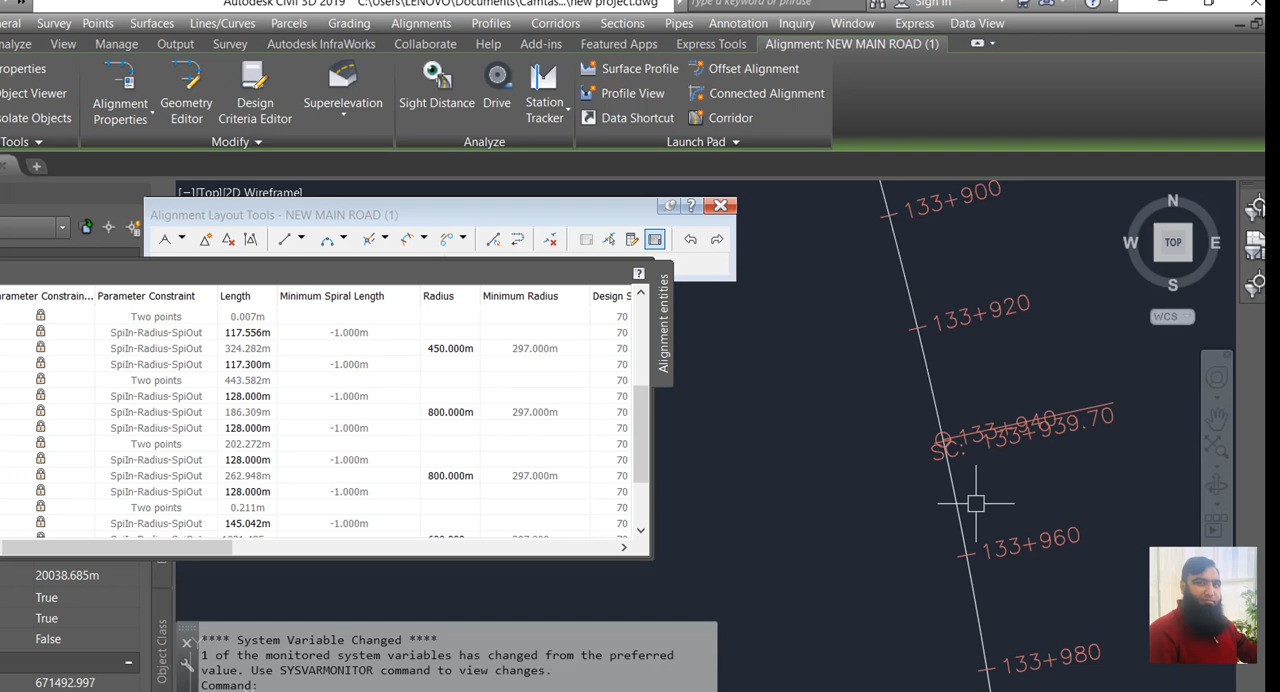 Autodesk Civil 3D 2019 C:\Users\LENOVO\Documents\Camtas...\new project.dwg
Type a keyword or phrase
Sign In
Survey Points Surfaces Lines/Curves Parcels Grading Alignments Profiles Corridors Sections Pipes Annotation Inquiry Window Express Data View
nalyze View Manage Output Survey Autodesk InfraWorks Collaborate Help Add-ins Featured Apps Express Tools Alignment: NEW MAIN ROAD (1)
roperties
bject Viewer
solate Objects
Tools
Alignment Properties
Geometry Editor
Design Criteria Editor
Superelevation
Modify
Sight Distance
Drive
Station Tracker
Analyze
Surface Profile
Profile View
Data Shortcut
Offset Alignment
Connected Alignment
Corridor
Launch Pad
[−][Top][2D Wireframe]
Alignment Layout Tools - NEW MAIN ROAD (1)
arameter Constrain... Parameter Constraint Length Minimum Spiral Length Radius Minimum Radius Design S
Two points 0.007m 70
SpiIn-Radius-SpiOut 117.556m -1.000m 70
SpiIn-Radius-SpiOut 324.282m 450.000m 297.000m 70
SpiIn-Radius-SpiOut 117.300m -1.000m 70
Two points 443.582m 70
SpiIn-Radius-SpiOut 128.000m -1.000m 70
SpiIn-Radius-SpiOut 186.309m 800.000m 297.000m 70
SpiIn-Radius-SpiOut 128.000m -1.000m 70
Two points 202.272m 70
SpiIn-Radius-SpiOut 128.000m -1.000m 70
SpiIn-Radius-SpiOut 262.948m 800.000m 297.000m 70
SpiIn-Radius-SpiOut 128.000m -1.000m 70
Two points 0.211m 70
SpiIn-Radius-SpiOut 145.042m -1.000m 70
Alignment entities
133+900
133+920
133+940
SC: 133+939.70
133+960
133+980
N
W TOP E
S
WCS
20038.685m
True
True
False
671492.997
Object Class
**** System Variable Changed ****
1 of the monitored system variables has changed from the preferred
value. Use SYSVARMONITOR command to view changes.
Command: